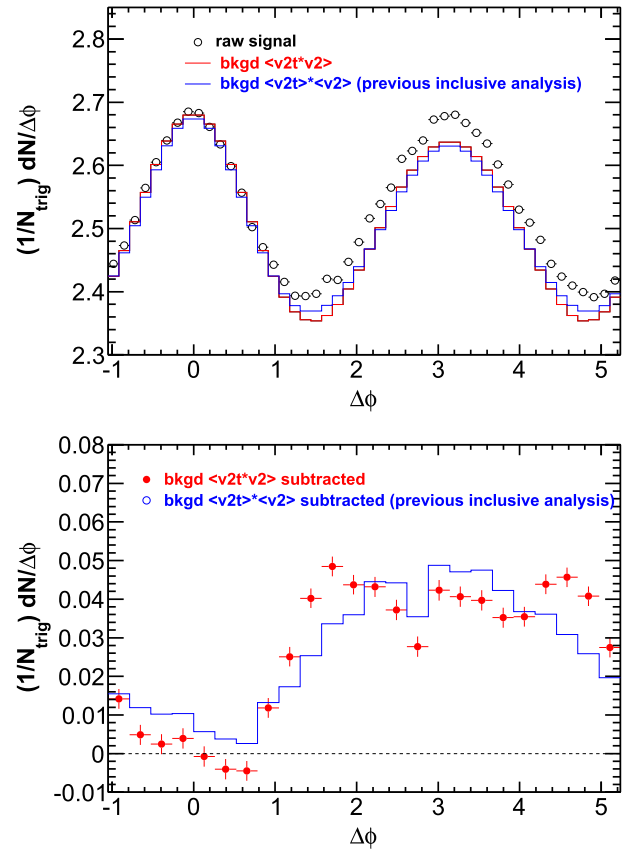 2.8
2.7
2.6
2.5
2.4
2.3
(1/N_trig) dN/Δϕ
raw signal
bkgd <v2t*v2>
bkgd <v2t>*<v2> (previous inclusive analysis)
-1 0 1 2 3 4 5
Δϕ
0.08
0.07
0.06
0.05
0.04
0.03
0.02
0.01
0
-0.01
(1/N_trig) dN/Δϕ
bkgd <v2t*v2> subtracted
bkgd <v2t>*<v2> subtracted (previous inclusive analysis)
-1 0 1 2 3 4 5
Δϕ